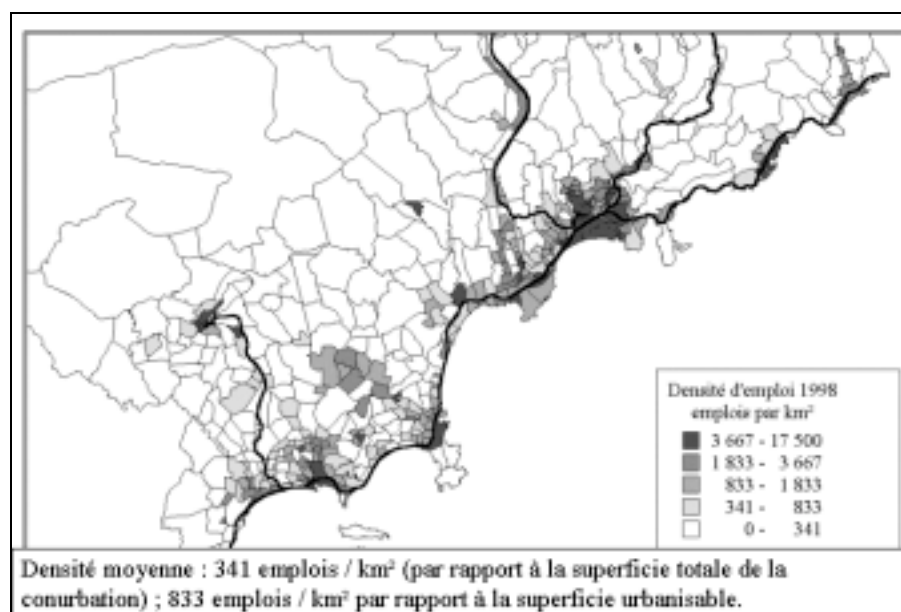 Densité d'emploi 1998
emplois par km²
3 667 - 17 500
1 833 - 3 667
833 - 1 833
341 - 833
0 - 341
Densité moyenne : 341 emplois / km² (par rapport à la superficie totale de la
conurbation) ; 833 emplois / km² par rapport à la superficie urbanisable.